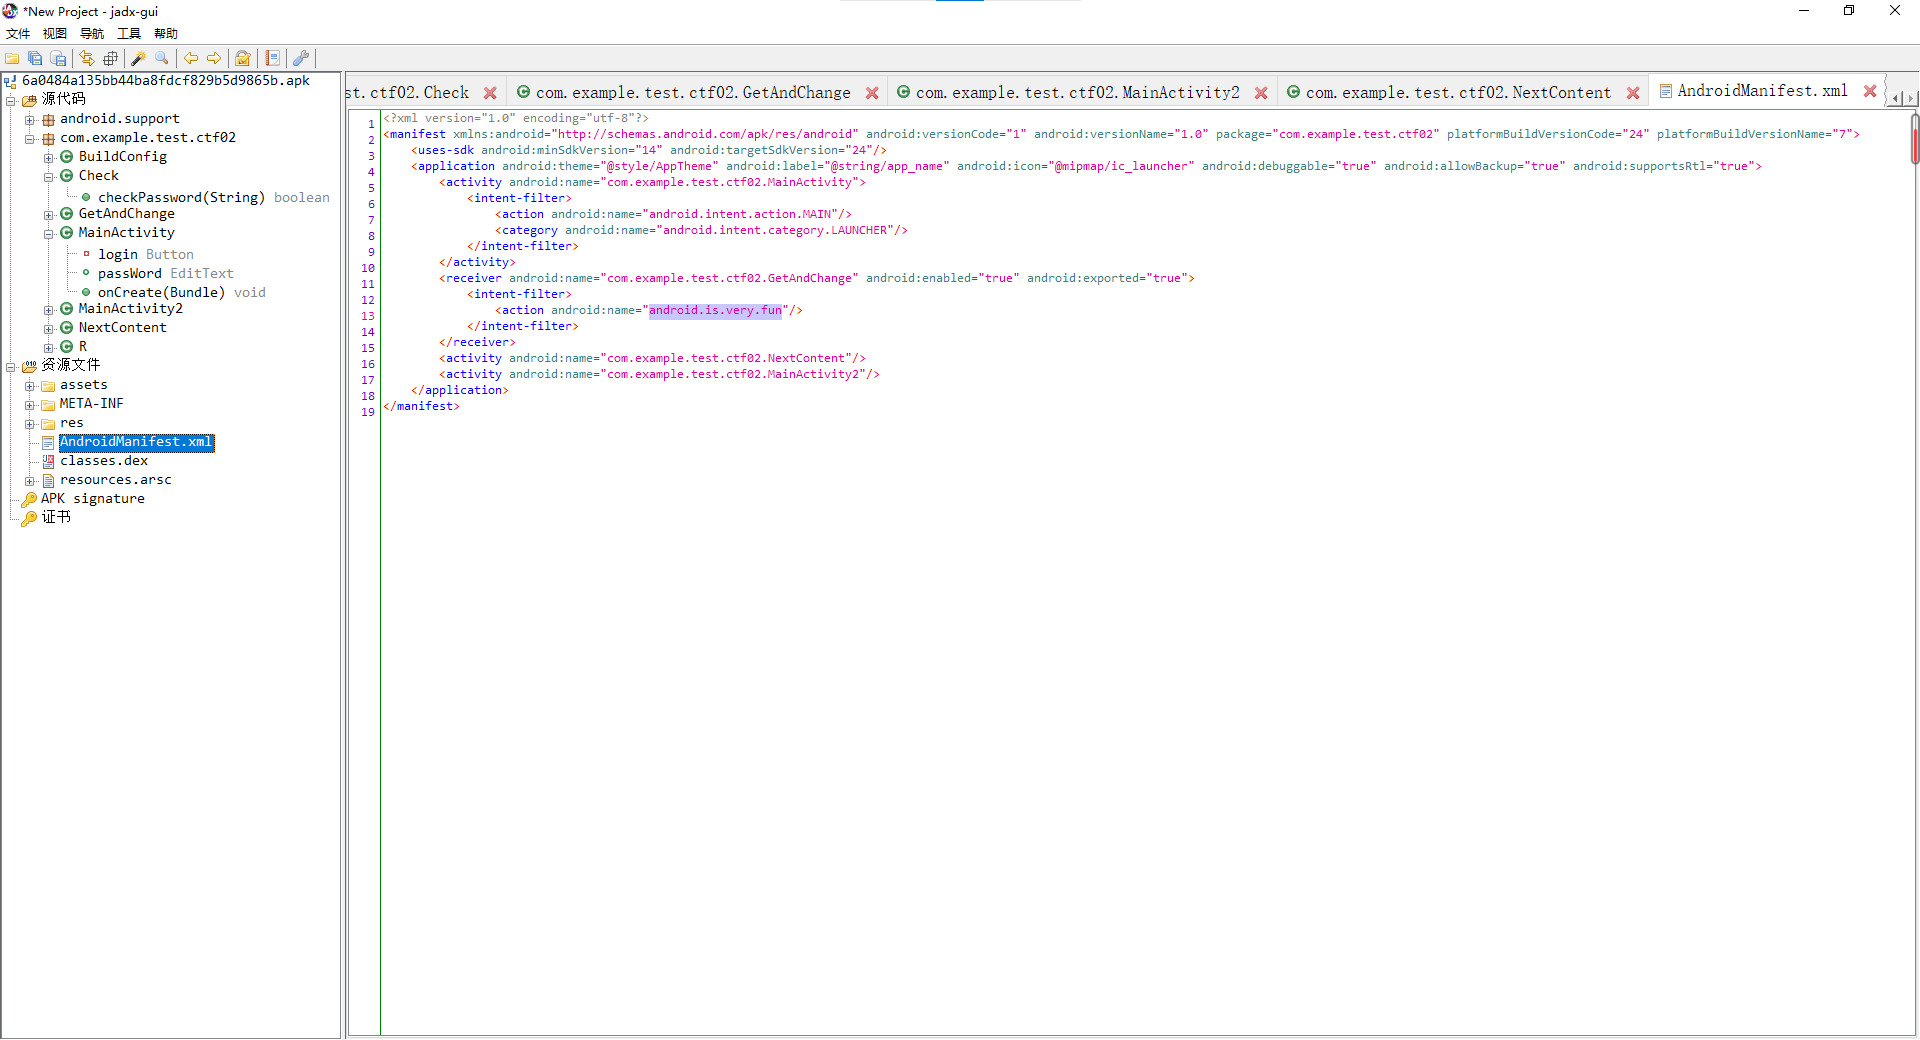 *New Project - jadx-gui
文件 视图 导航 工具 帮助
6a0484a135bb44ba8fdcf829b5d9865b.apk
源代码
android.support
com.example.test.ctf02
BuildConfig
Check
checkPassword(String) boolean
GetAndChange
MainActivity
login Button
passWord EditText
onCreate(Bundle) void
MainActivity2
NextContent
R
资源文件
assets
META-INF
res
AndroidManifest.xml
classes.dex
resources.arsc
APK signature
证书
st.ctf02.Check com.example.test.ctf02.GetAndChange com.example.test.ctf02.MainActivity2 com.example.test.ctf02.NextContent AndroidManifest.xml
1 <?xml version="1.0" encoding="utf-8"?>
2 <manifest xmlns:android="http://schemas.android.com/apk/res/android" android:versionCode="1" android:versionName="1.0" package="com.example.test.ctf02" platformBuildVersionCode="24" platformBuildVersionName="7">
3 <uses-sdk android:minSdkVersion="14" android:targetSdkVersion="24"/>
4 <application android:theme="@style/AppTheme" android:label="@string/app_name" android:icon="@mipmap/ic_launcher" android:debuggable="true" android:allowBackup="true" android:supportsRtl="true">
5 <activity android:name="com.example.test.ctf02.MainActivity">
6 <intent-filter>
7 <action android:name="android.intent.action.MAIN"/>
8 <category android:name="android.intent.category.LAUNCHER"/>
9 </intent-filter>
10 </activity>
11 <receiver android:name="com.example.test.ctf02.GetAndChange" android:enabled="true" android:exported="true">
12 <intent-filter>
13 <action android:name="android.is.very.fun"/>
14 </intent-filter>
15 </receiver>
16 <activity android:name="com.example.test.ctf02.NextContent"/>
17 <activity android:name="com.example.test.ctf02.MainActivity2"/>
18 </application>
19 </manifest>